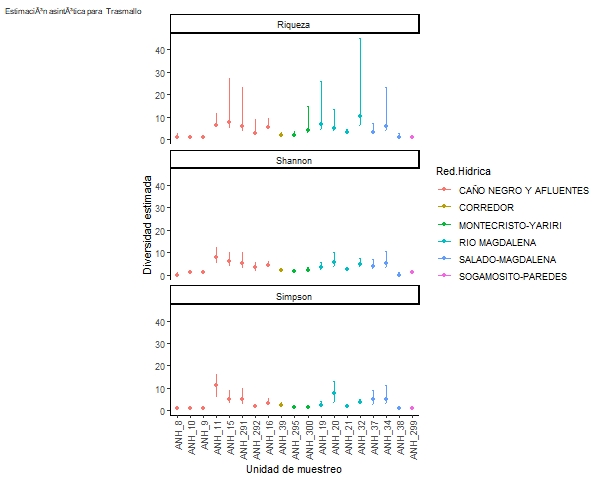 EstimaciÃ³n asintÃ³tica para Trasmallo
Riqueza
40
30
20
10
0
Shannon
40
30
20
10
0
Simpson
40
30
20
10
0
Diversidad estimada
ANH_8
ANH_10
ANH_9
ANH_11
ANH_15
ANH_291
ANH_292
ANH_16
ANH_39
ANH_295
ANH_300
ANH_19
ANH_20
ANH_21
ANH_32
ANH_37
ANH_34
ANH_38
ANH_299
Unidad de muestreo
Red.Hidrica
CAÑO NEGRO Y AFLUENTES
CORREDOR
MONTECRISTO-YARIRI
RIO MAGDALENA
SALADO-MAGDALENA
SOGAMOSITO-PAREDES